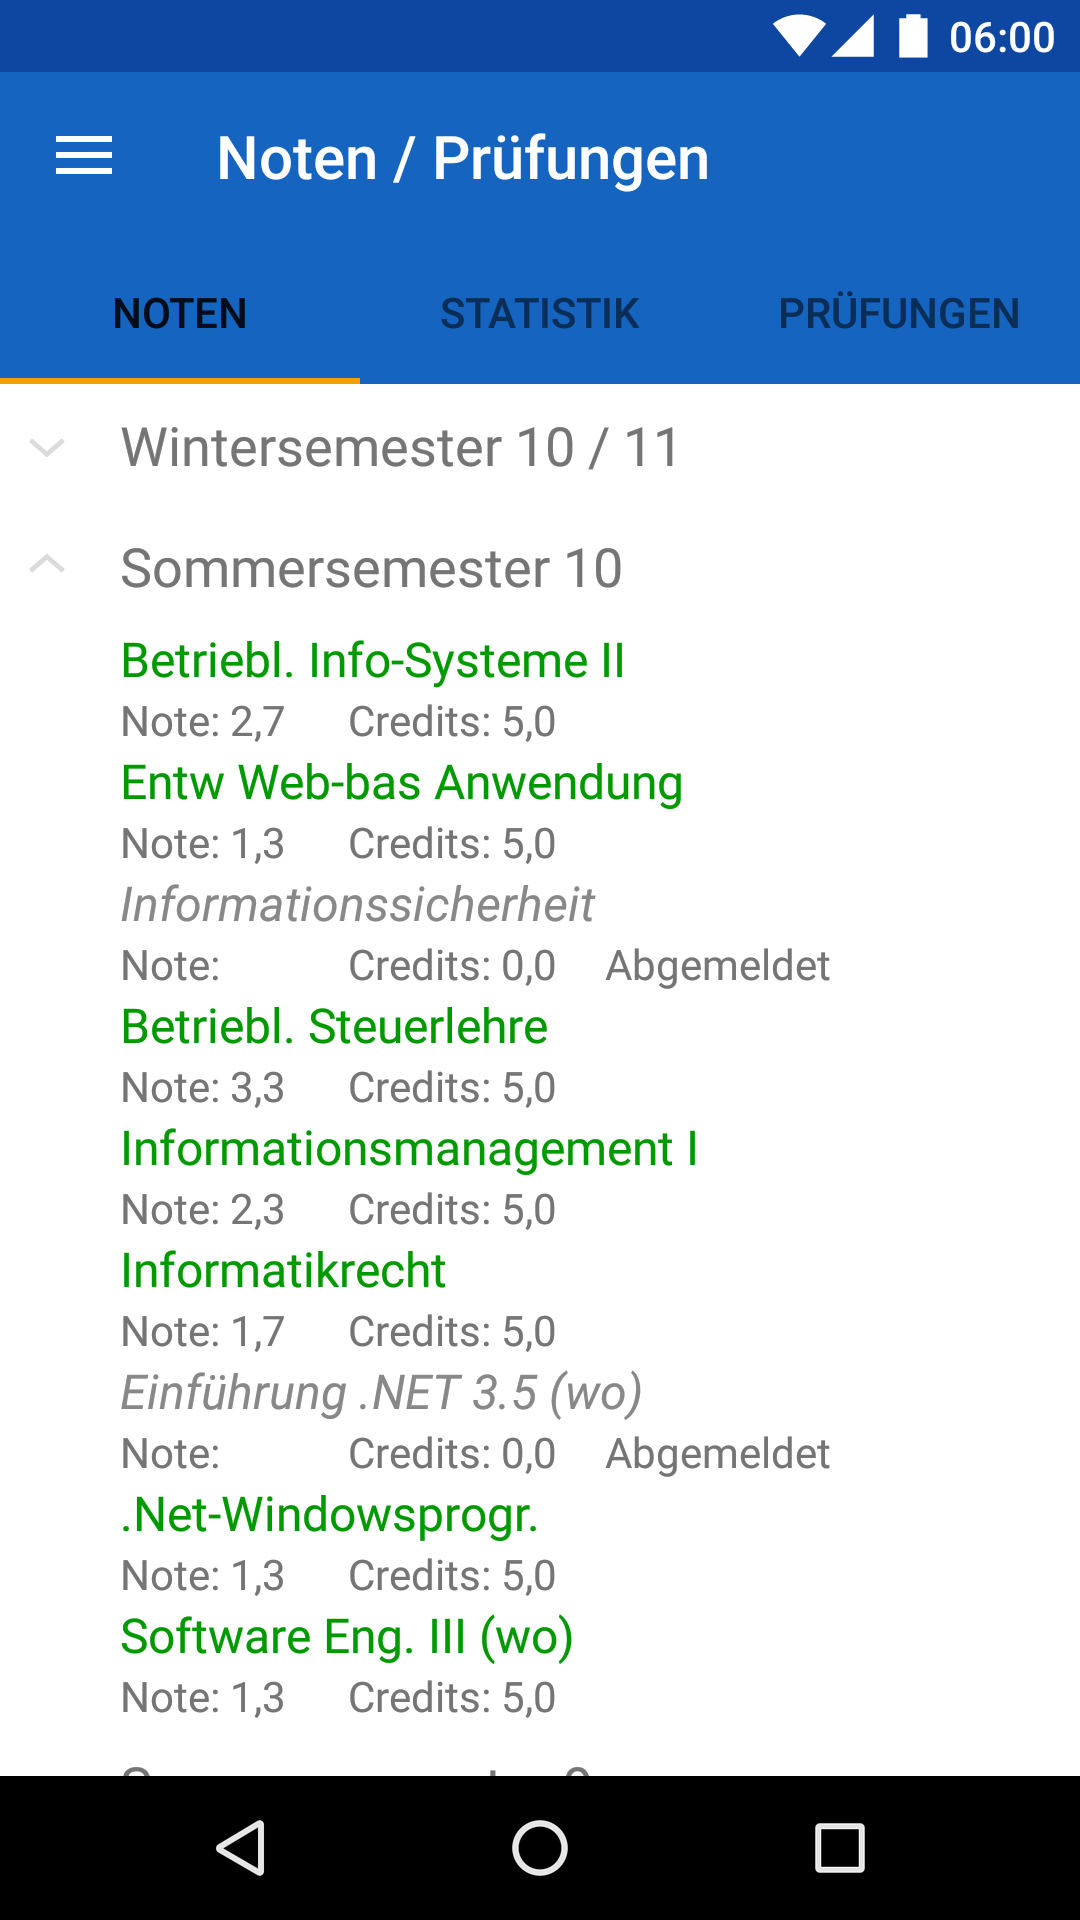 06:00
Noten / Prüfungen
NOTEN STATISTIK PRÜFUNGEN
Wintersemester 10 / 11
Sommersemester 10
Betriebl. Info-Systeme II
Note: 2,7 Credits: 5,0
Entw Web-bas Anwendung
Note: 1,3 Credits: 5,0
Informationssicherheit
Note: Credits: 0,0 Abgemeldet
Betriebl. Steuerlehre
Note: 3,3 Credits: 5,0
Informationsmanagement I
Note: 2,3 Credits: 5,0
Informatikrecht
Note: 1,7 Credits: 5,0
Einführung .NET 3.5 (wo)
Note: Credits: 0,0 Abgemeldet
.Net-Windowsprogr.
Note: 1,3 Credits: 5,0
Software Eng. III (wo)
Note: 1,3 Credits: 5,0